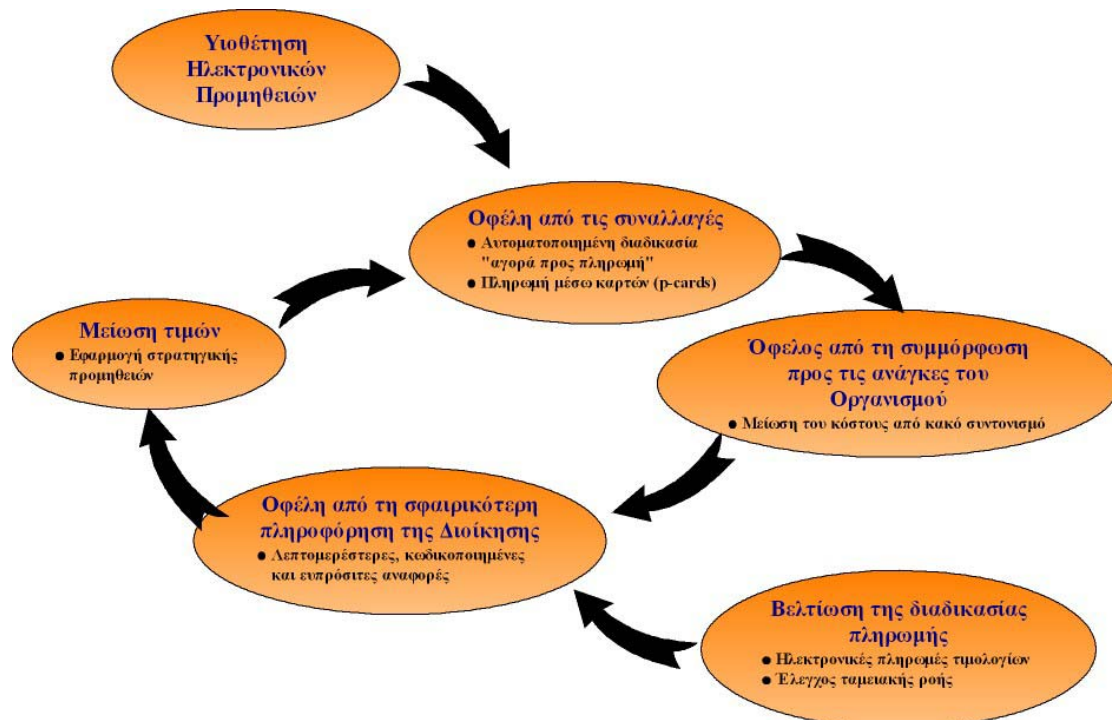 Υιοθέτηση
Ηλεκτρονικών
Προμηθειών
Οφέλη από τις συναλλαγές
● Αυτοματοποιημένη διαδικασία
"αγορά προς πληρωμή"
● Πληρωμή μέσω καρτών (p-cards)
Μείωση τιμών
● Εφαρμογή στρατηγικής
προμηθειών
Όφελος από τη συμμόρφωση
προς τις ανάγκες του
Οργανισμού
● Μείωση του κόστους από κακό συντονισμό
Οφέλη από τη σφαιρικότερη
πληροφόρηση της Διοίκησης
● Λεπτομερέστερες, κωδικοποιημένες
και ευπρόσιτες αναφορές
Βελτίωση της διαδικασίας
πληρωμής
● Ηλεκτρονικές πληρωμές τιμολογίων
● Έλεγχος ταμειακής ροής